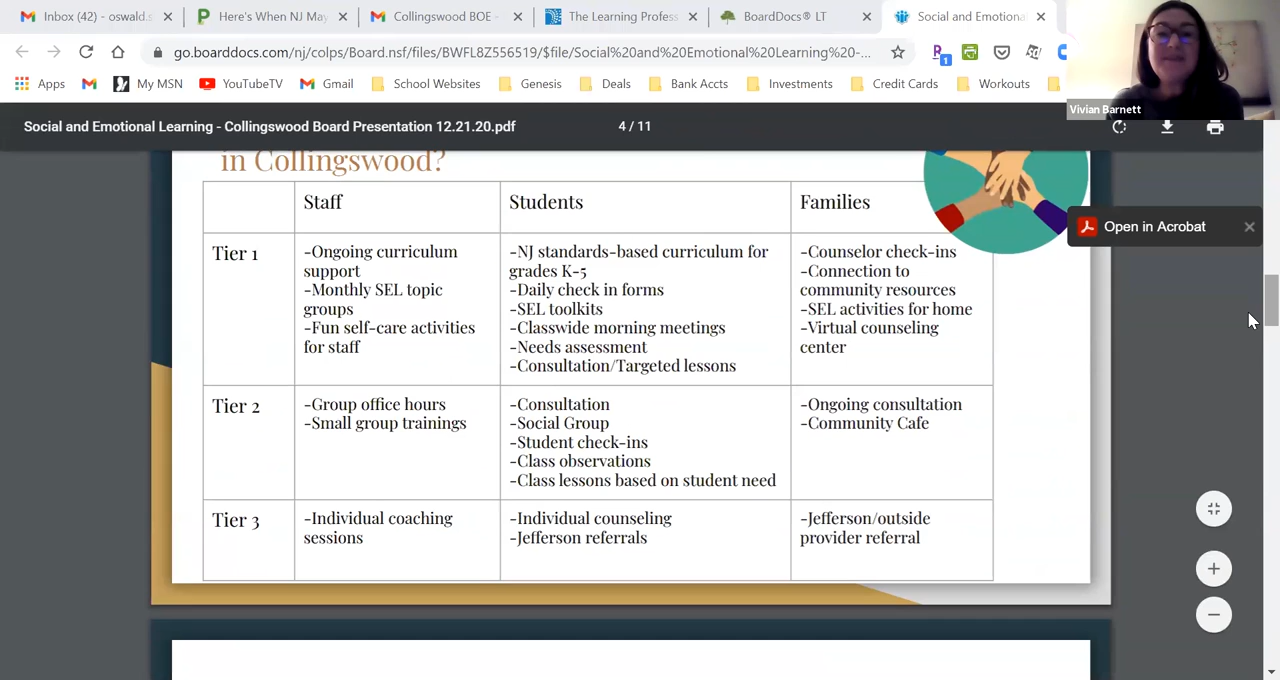 Inbox (42) - oswald.s
Here's When NJ May
Collingswood BOE -
The Learning Profess
BoardDocs® LT
Social and Emotiona
go.boarddocs.com/nj/colps/Board.nsf/files/BWFL8Z556519/$file/Social%20and%20Emotional%20Learning%20-...
1
Apps
My MSN
YouTubeTV
Gmail
School Websites
Genesis
Deals
Bank Accts
Investments
Credit Cards
Workouts
Vivian Barnett
Social and Emotional Learning - Collingswood Board Presentation 12.21.20.pdf
4 / 11
in Collingswood?
Open in Acrobat
Staff
Students
Families
Tier 1
-Ongoing curriculum
support
-Monthly SEL topic
groups
-Fun self-care activities
for staff
-NJ standards-based curriculum for
grades K-5
-Daily check in forms
-SEL toolkits
-Classwide morning meetings
-Needs assessment
-Consultation/Targeted lessons
-Counselor check-ins
-Connection to
community resources
-SEL activities for home
-Virtual counseling
center
Tier 2
-Group office hours
-Small group trainings
-Consultation
-Social Group
-Student check-ins
-Class observations
-Class lessons based on student need
-Ongoing consultation
-Community Cafe
Tier 3
-Individual coaching
sessions
-Individual counseling
-Jefferson referrals
-Jefferson/outside
provider referral